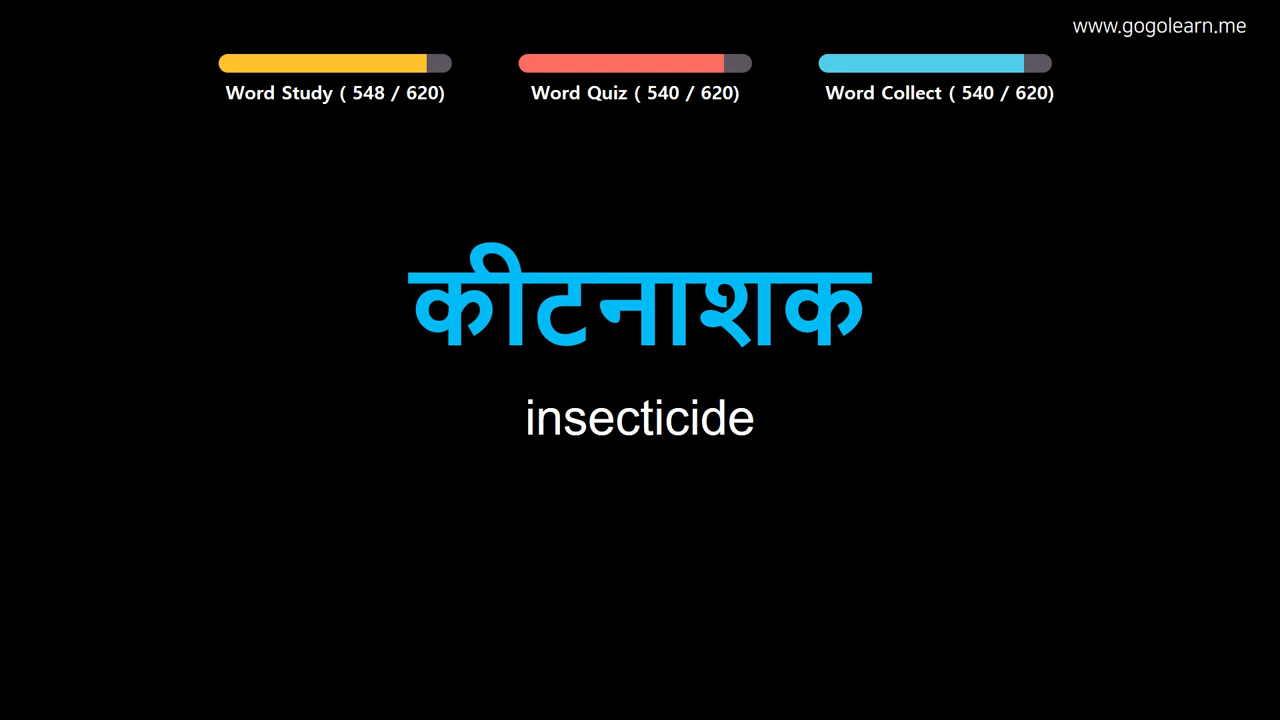 www.gogolearn.me
Word Study ( 548 / 620)
Word Quiz ( 540 / 620)
Word Collect ( 540 / 620)
कीटनाशक
insecticide